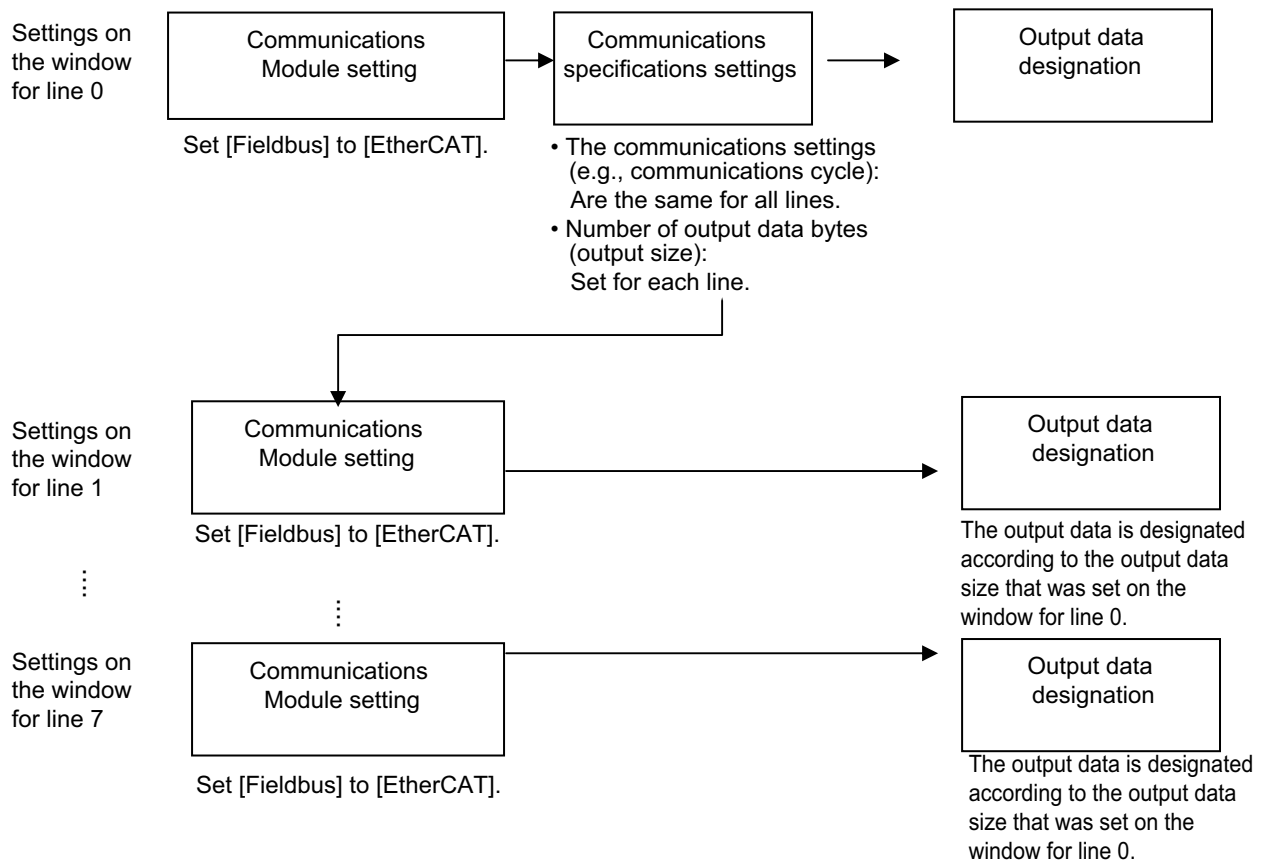 Settings on
the window
for line 0
Communications
Module setting
Set [Fieldbus] to [EtherCAT].
Communications
specifications settings
• The communications settings
(e.g., communications cycle):
Are the same for all lines.
• Number of output data bytes
(output size):
Set for each line.
Output data
designation
Settings on
the window
for line 1
Communications
Module setting
Set [Fieldbus] to [EtherCAT].
Output data
designation
The output data is designated
according to the output data
size that was set on the
window for line 0.
Settings on
the window
for line 7
Communications
Module setting
Set [Fieldbus] to [EtherCAT].
Output data
designation
The output data is designated
according to the output data
size that was set on the
window for line 0.